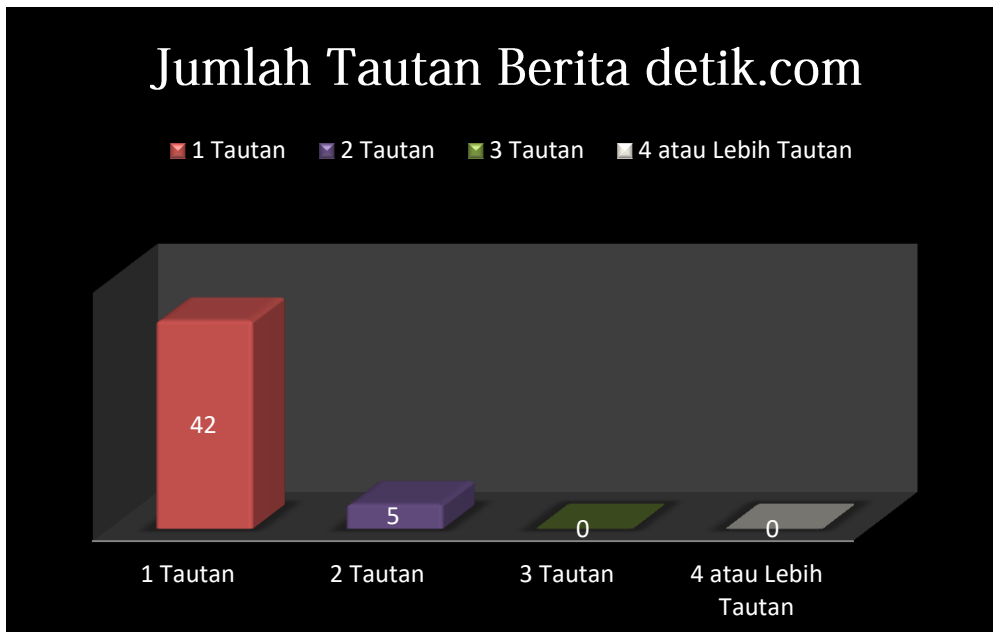 Jumlah Tautan Berita detik.com
1 Tautan 2 Tautan 3 Tautan 4 atau Lebih Tautan
42
5
0
0
1 Tautan
2 Tautan
3 Tautan
4 atau Lebih
Tautan